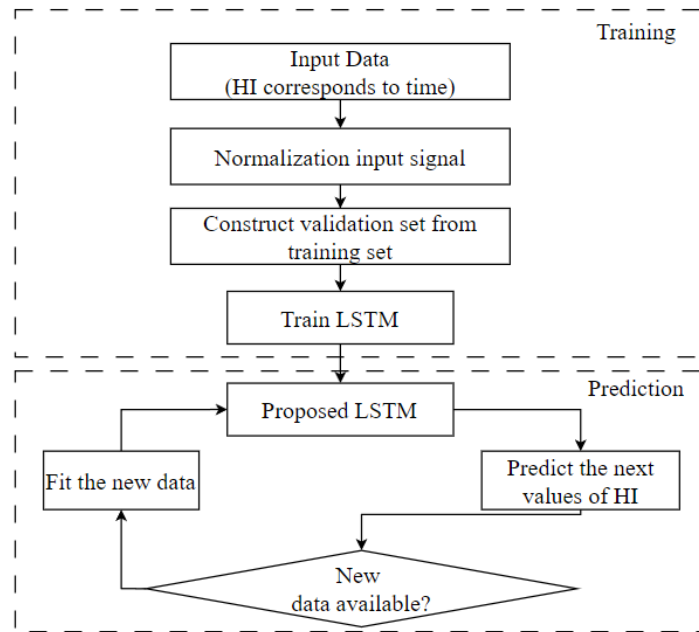 Training
Input Data
(HI corresponds to time)
Normalization input signal
Construct validation set from
training set
Train LSTM
Prediction
Proposed LSTM
Fit the new data
Predict the next
values of HI
New
data available?